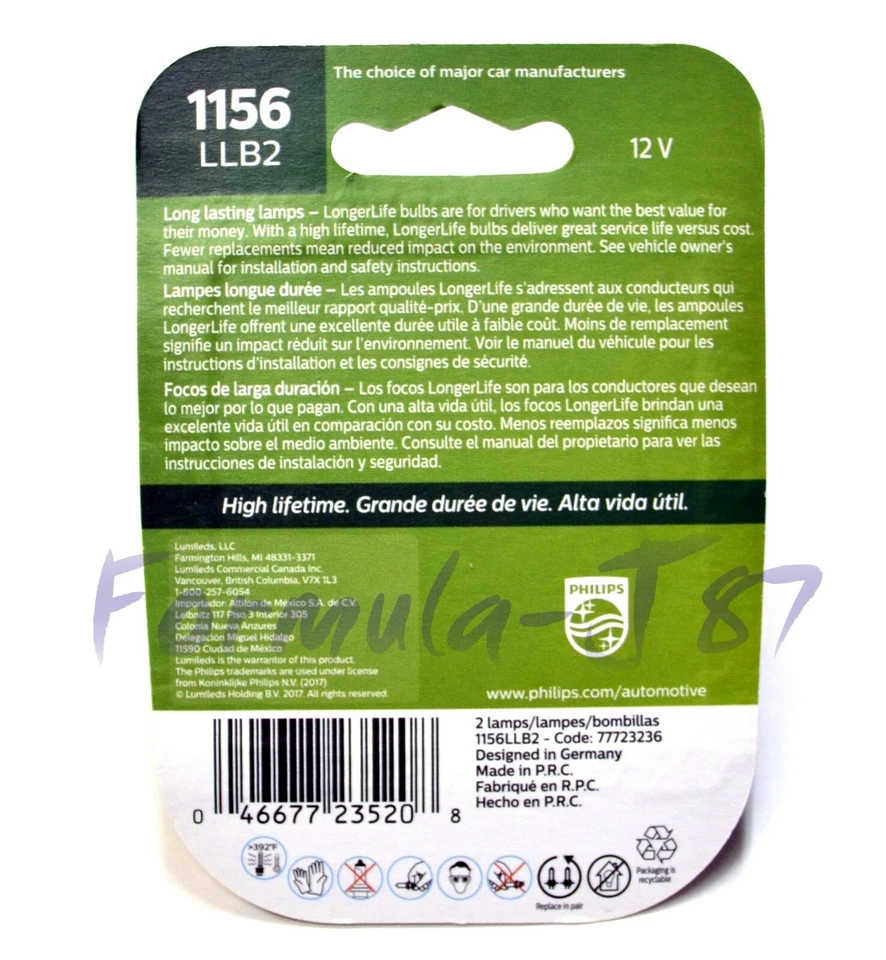 The choice of major car manufacturers
1156
LLB2
12 V
Long lasting lamps – LongerLife bulbs are for drivers who want the best value for
their money. With a high lifetime, LongerLife bulbs deliver great service life versus cost.
Fewer replacements mean reduced impact on the environment. See vehicle owner's
manual for installation and safety instructions.
Lampes longue durée – Les ampoules LongerLife s'adressent aux conducteurs qui
recherchent le meilleur rapport qualité-prix. D'une grande durée de vie, les ampoules
LongerLife offrent une excellente durée utile à faible coût. Moins de remplacement
signifie un impact réduit sur l'environnement. Voir le manuel du véhicule pour les
instructions d'installation et les consignes de sécurité.
Focos de larga duración – Los focos LongerLife son para los conductores que desean
lo mejor por lo que pagan. Con una alta vida útil, los focos LongerLife brindan una
excelente vida útil en comparación con su costo. Menos reemplazos significa menos
impacto sobre el medio ambiente. Consulte el manual del propietario para ver las
instrucciones de instalación y seguridad.
High lifetime. Grande durée de vie. Alta vida útil.
Lumileds, LLC
Farmington Hills, MI 48331-3371
Lumileds Commercial Canada Inc.
Vancouver, British Columbia, V7X 1L3
1-800-257-6054
Importador: Altifon de México S.A. de C.V.
Leibnitz 117 Piso 3 Interior 305
Colonia Nueva Anzures
Delegación Miguel Hidalgo
11590 Ciudad de México
Lumileds is the warrantor of this product.
The Philips trademarks are used under license
from Koninklijke Philips N.V. (2017)
© Lumileds Holding B.V. 2017. All rights reserved.
Formula-JT 87
PHILIPS
www.philips.com/automotive
2 lamps/lampes/bombillas
1156LLB2 - Code: 77723236
Designed in Germany
Made in P.R.C.
Fabriqué en R.P.C.
Hecho en P.R.C.
0 46677 23520 8
>392°F
Replace in pair
Packaging is
recyclable